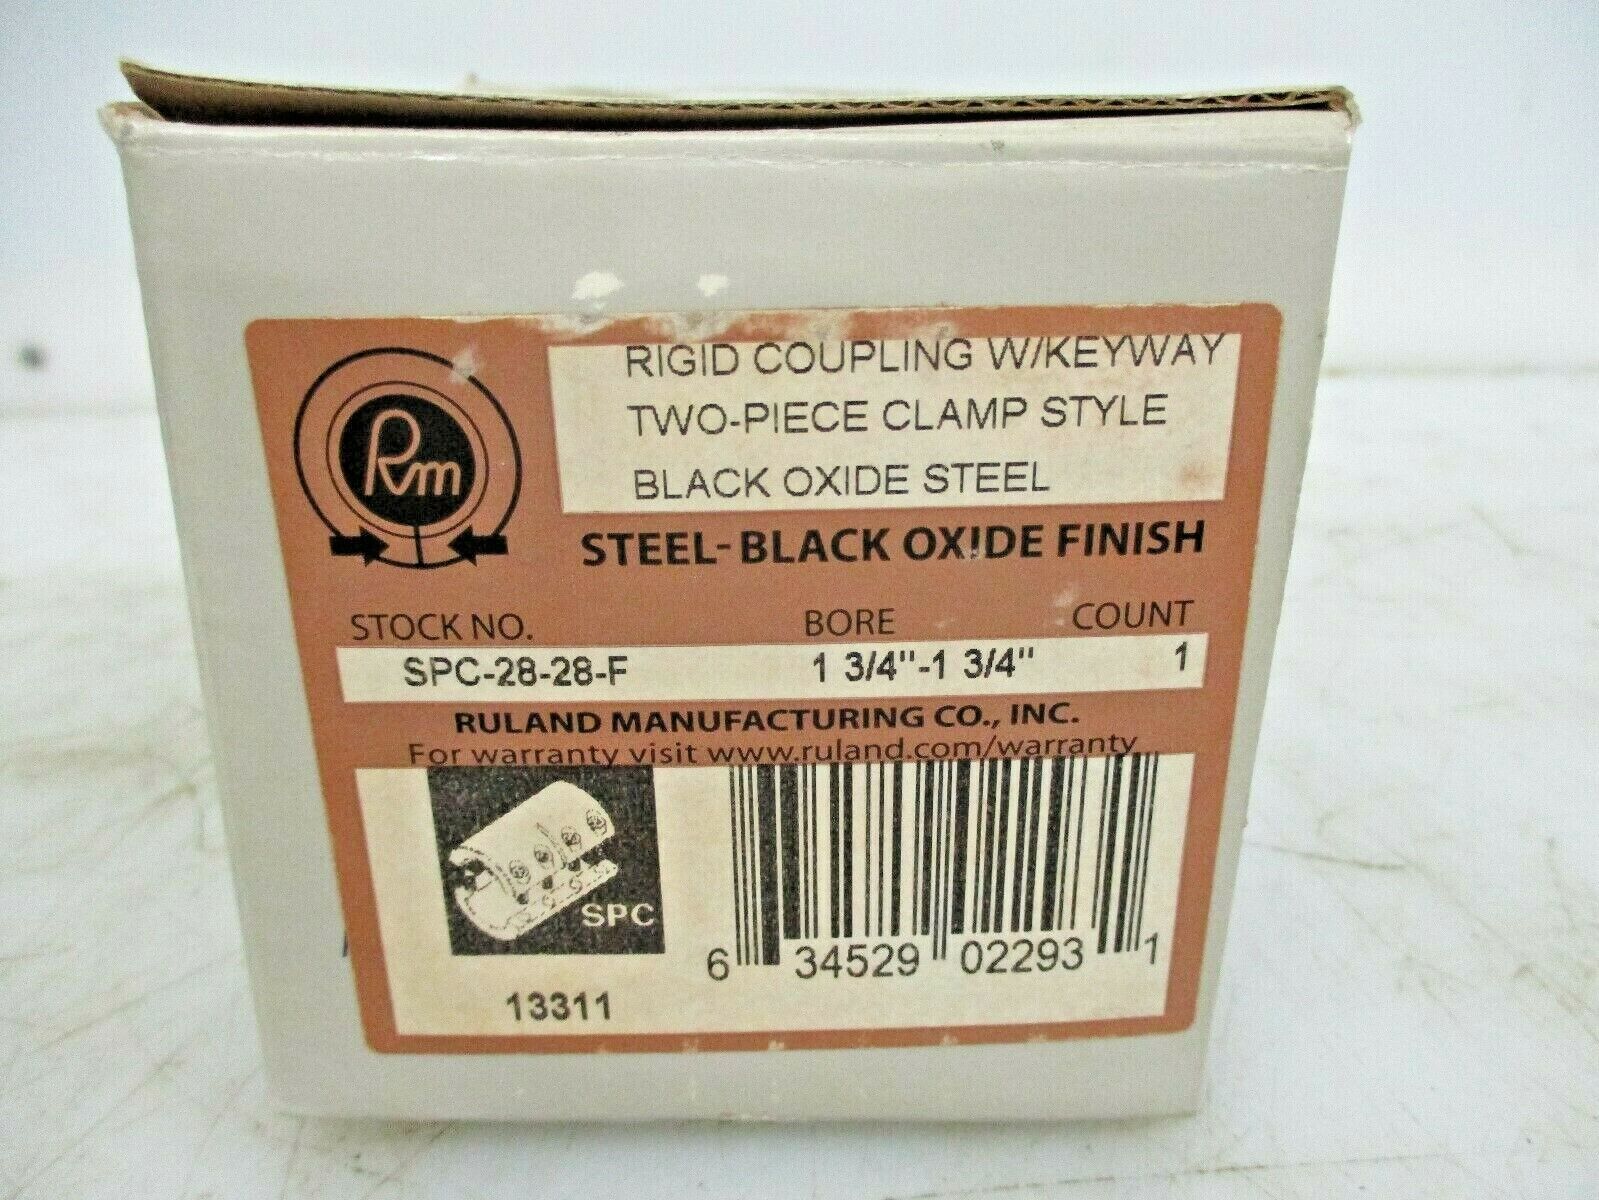 RIGID COUPLING W/KEYWAY
TWO-PIECE CLAMP STYLE
BLACK OXIDE STEEL
Rm
STEEL-BLACK OXIDE FINISH
STOCK NO. BORE COUNT
SPC-28-28-F 1 3/4"-1 3/4" 1
RULAND MANUFACTURING CO., INC.
For warranty visit www.ruland.com/warranty
SPC
6 34529 02293 1
13311